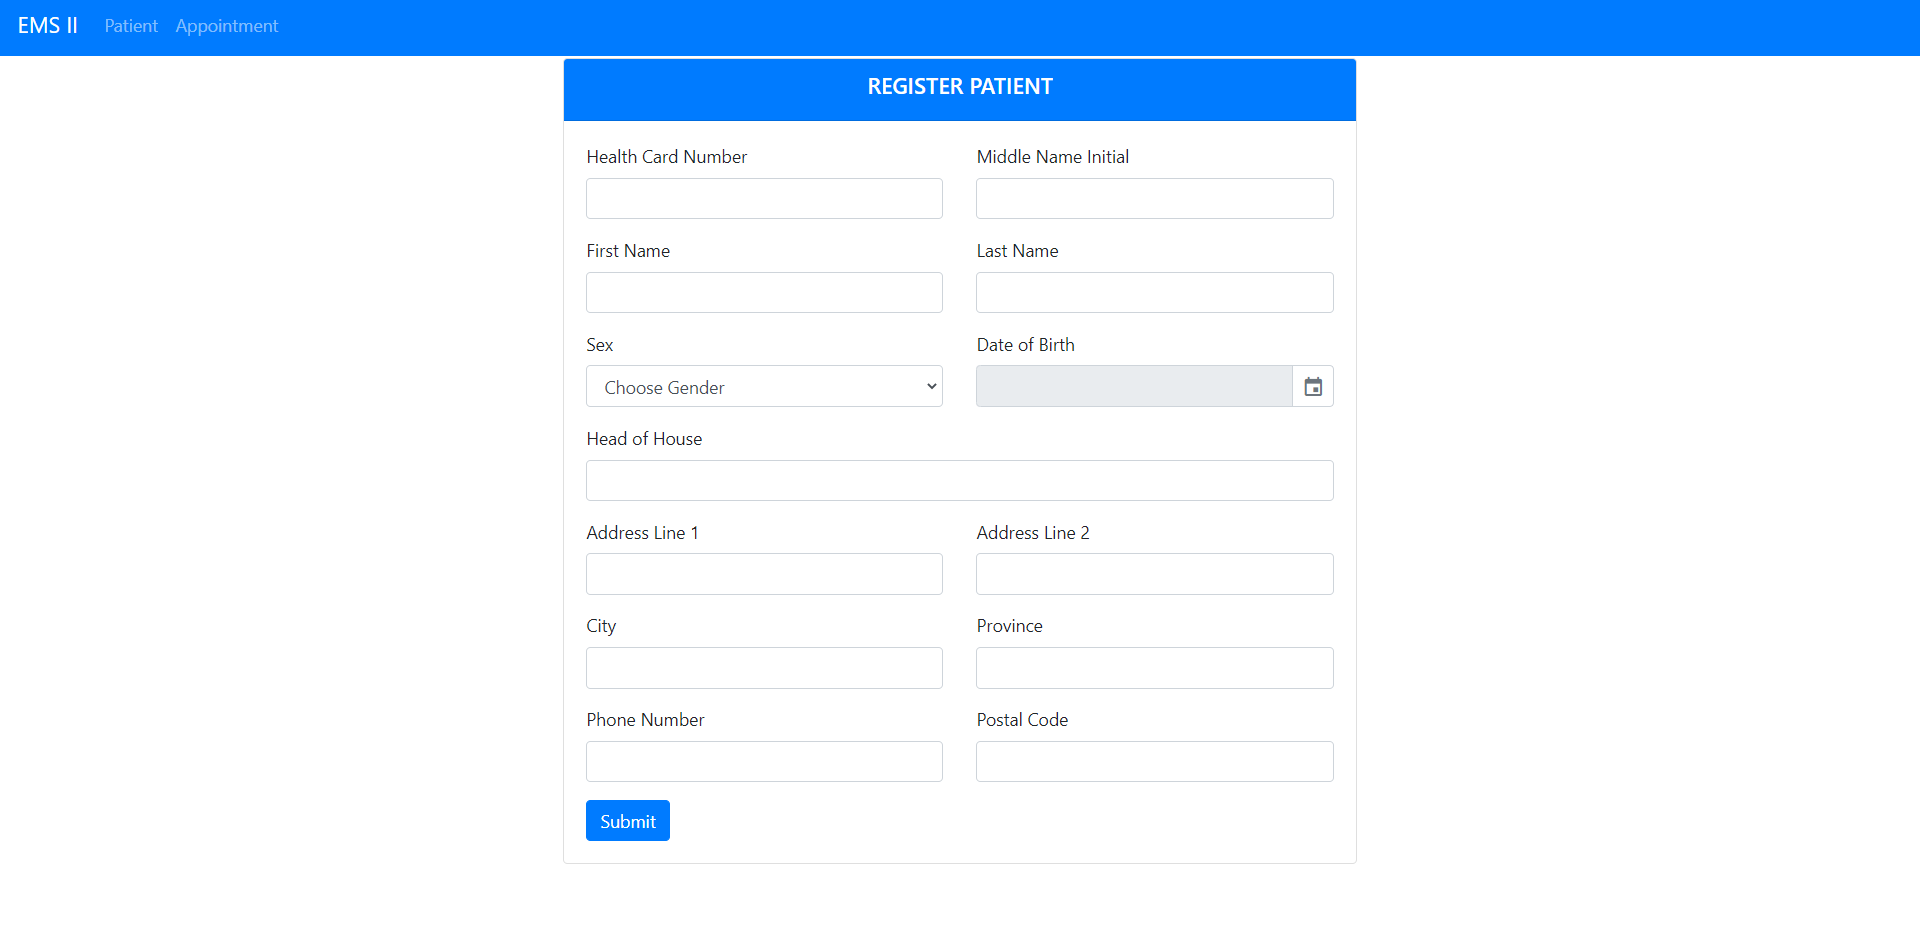 EMS II Patient Appointment
REGISTER PATIENT
Health Card Number Middle Name Initial
First Name Last Name
Sex Date of Birth
Choose Gender
Head of House
Address Line 1 Address Line 2
City Province
Phone Number Postal Code
Submit